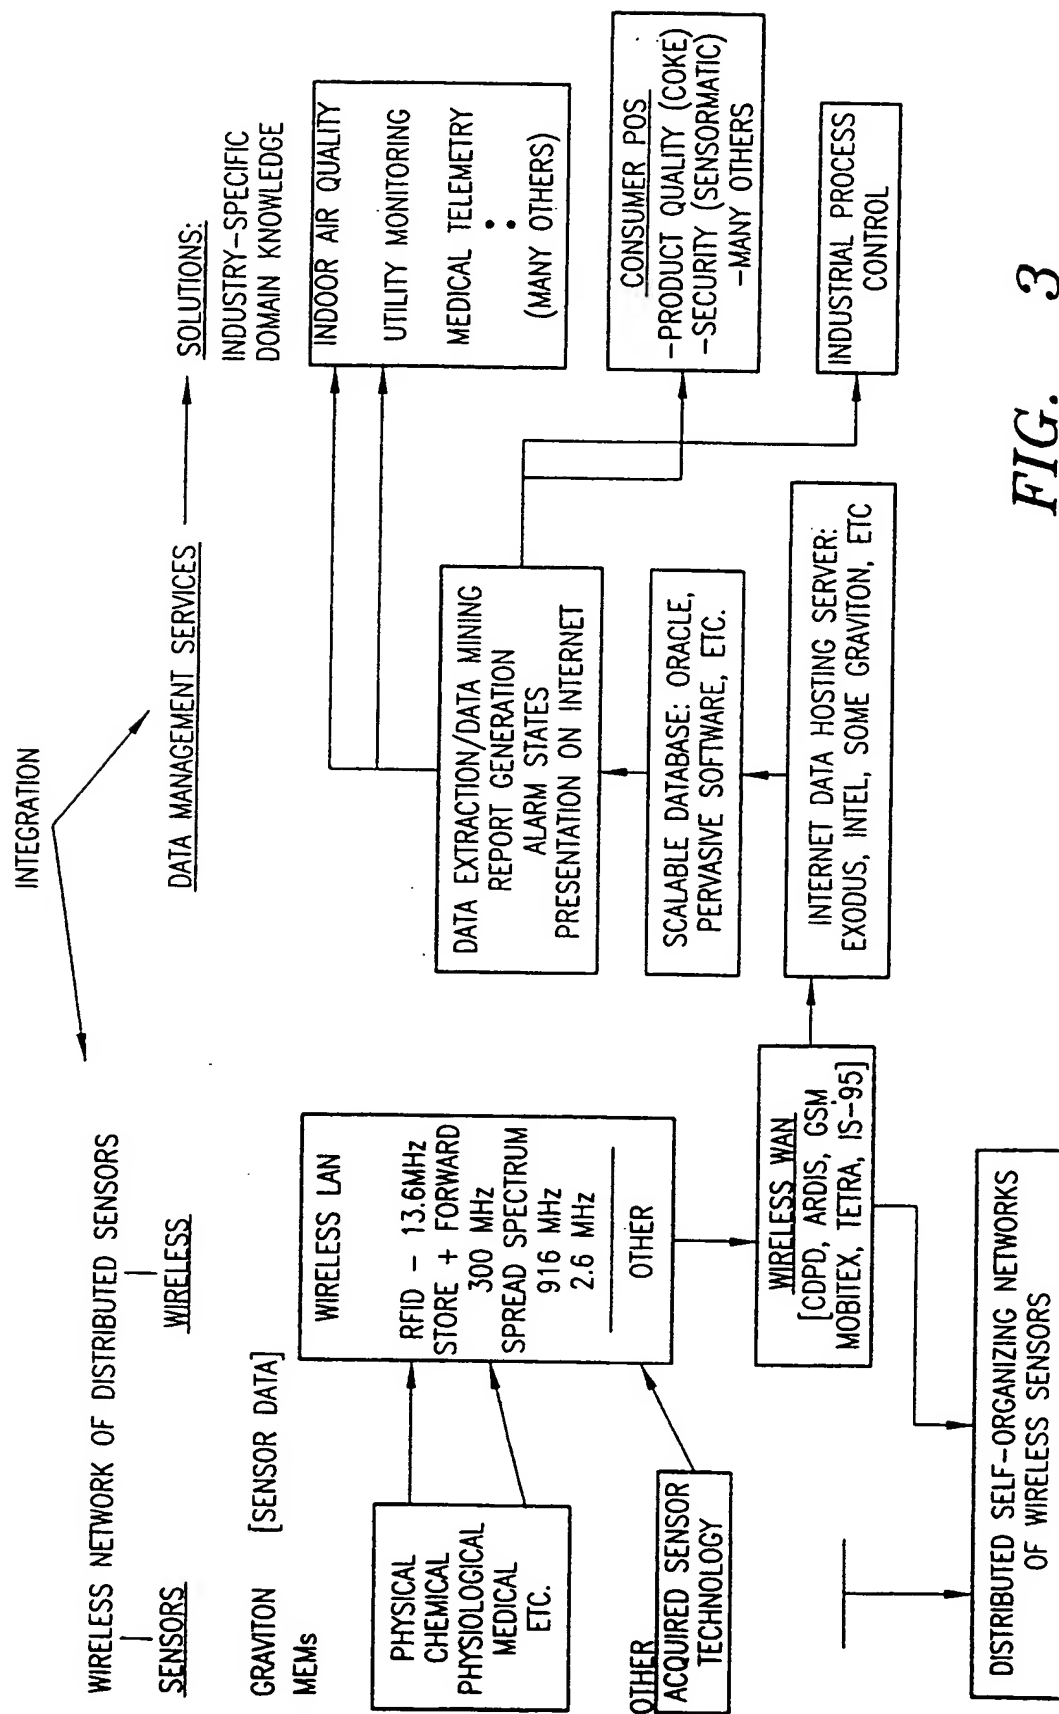 INTEGRATION
WIRELESS NETWORK OF DISTRIBUTED SENSORS
SENSORS
WIRELESS
DATA MANAGEMENT SERVICES
SOLUTIONS:
INDUSTRY-SPECIFIC
DOMAIN KNOWLEDGE
GRAVITON
MEMs
[SENSOR DATA]
PHYSICAL
CHEMICAL
PHYSIOLOGICAL
MEDICAL
ETC.
OTHER
ACQUIRED SENSOR
TECHNOLOGY
WIRELESS LAN
RFID - 13.6MHz
STORE + FORWARD
300 MHz
SPREAD SPECTRUM
916 MHz
2.6 MHz
OTHER
WIRELESS WAN
[CDPD, ARDIS, GSM
MOBITEX, TETRA, IS-95]
DISTRIBUTED SELF-ORGANIZING NETWORKS
OF WIRELESS SENSORS
DATA EXTRACTION/DATA MINING
REPORT GENERATION
ALARM STATES
PRESENTATION ON INTERNET
SCALABLE DATABASE: ORACLE,
PERVASIVE SOFTWARE, ETC.
INTERNET DATA HOSTING SERVER:
EXODUS, INTEL, SOME GRAVITON, ETC
INDOOR AIR QUALITY
UTILITY MONITORING
MEDICAL TELEMETRY
(MANY OTHERS)
CONSUMER POS
-PRODUCT QUALITY (COKE)
-SECURITY (SENSORMATIC)
-MANY OTHERS
INDUSTRIAL PROCESS
CONTROL
FIG. 3